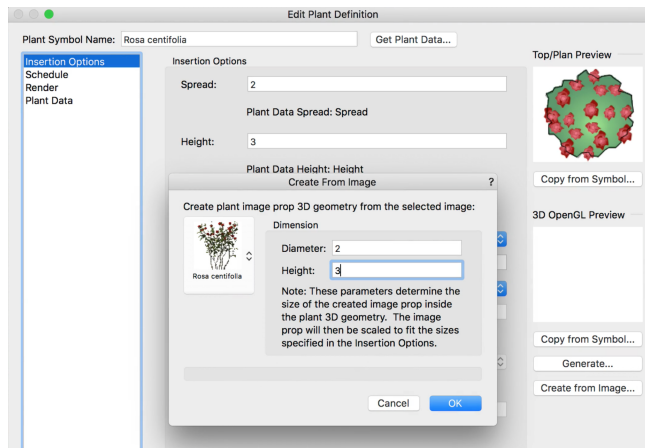 Edit Plant Definition
Plant Symbol Name: Rosa centifolia
Get Plant Data...
Insertion Options
Schedule
Render
Plant Data
Insertion Options
Spread: 2
Plant Data Spread: Spread
Height: 3
Plant Data Height: Height
Create From Image ?
Create plant image prop 3D geometry from the selected image:
Rosa centifolia
Dimension
Diameter: 2
Height: 3
Note: These parameters determine the
size of the created image prop inside
the plant 3D geometry. The image
prop will then be scaled to fit the sizes
specified in the Insertion Options.
Cancel
OK
Top/Plan Preview
Copy from Symbol...
3D OpenGL Preview
Copy from Symbol...
Generate...
Create from Image...